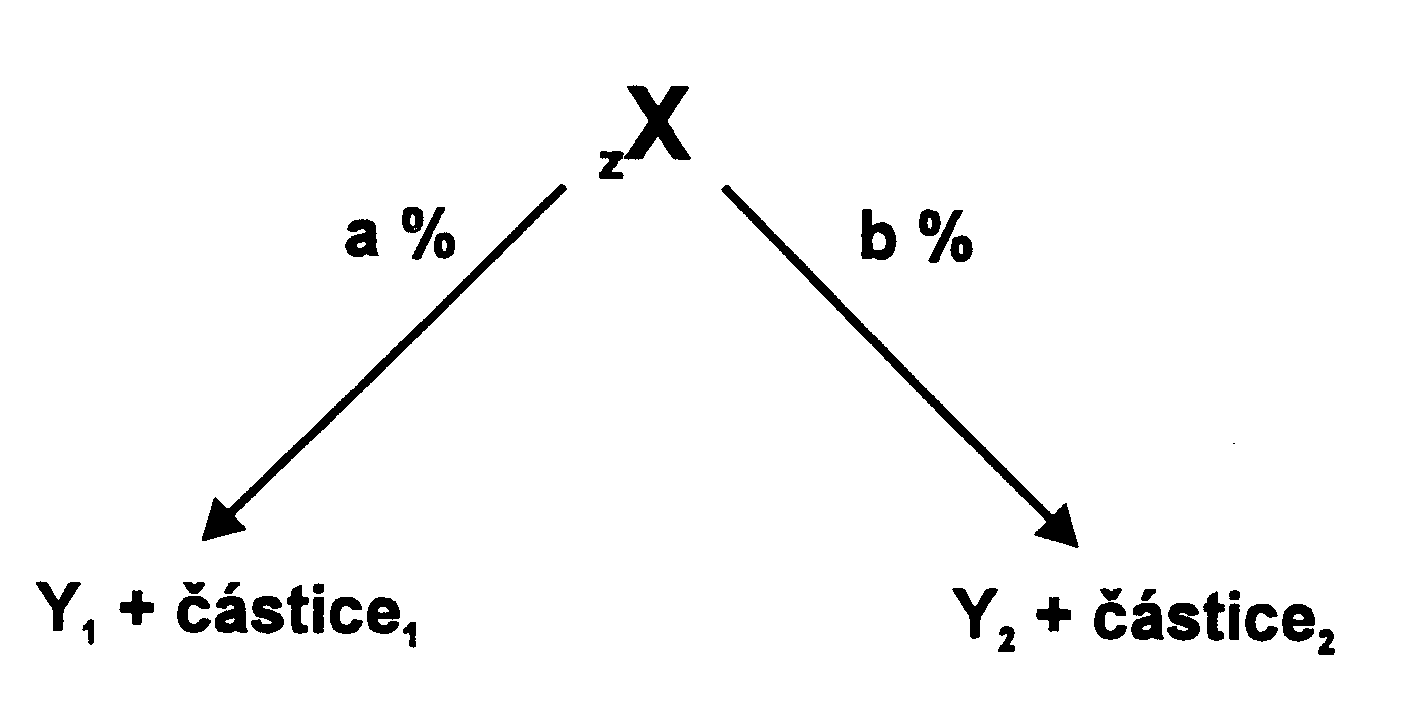 zX
a % b %
Y₁ + částice₁ Y₂ + částice₂